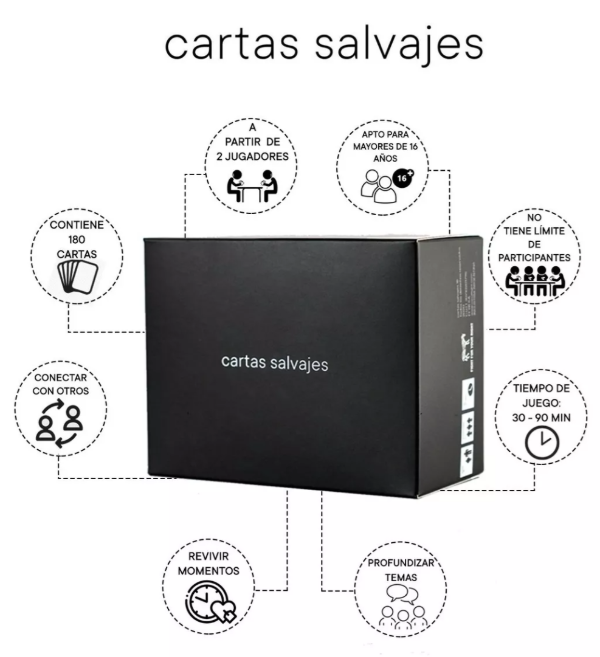 cartas salvajes
A
PARTIR DE
2 JUGADORES
APTO PARA
MAYORES DE 16
AÑOS
16+
CONTIENE
180
CARTAS
NO
TIENE LÍMITE
DE
PARTICIPANTES
cartas salvajes
CONECTAR
CON OTROS
TIEMPO DE
JUEGO:
30 - 90 MIN
REVIVIR
MOMENTOS
PROFUNDIZAR
TEMAS